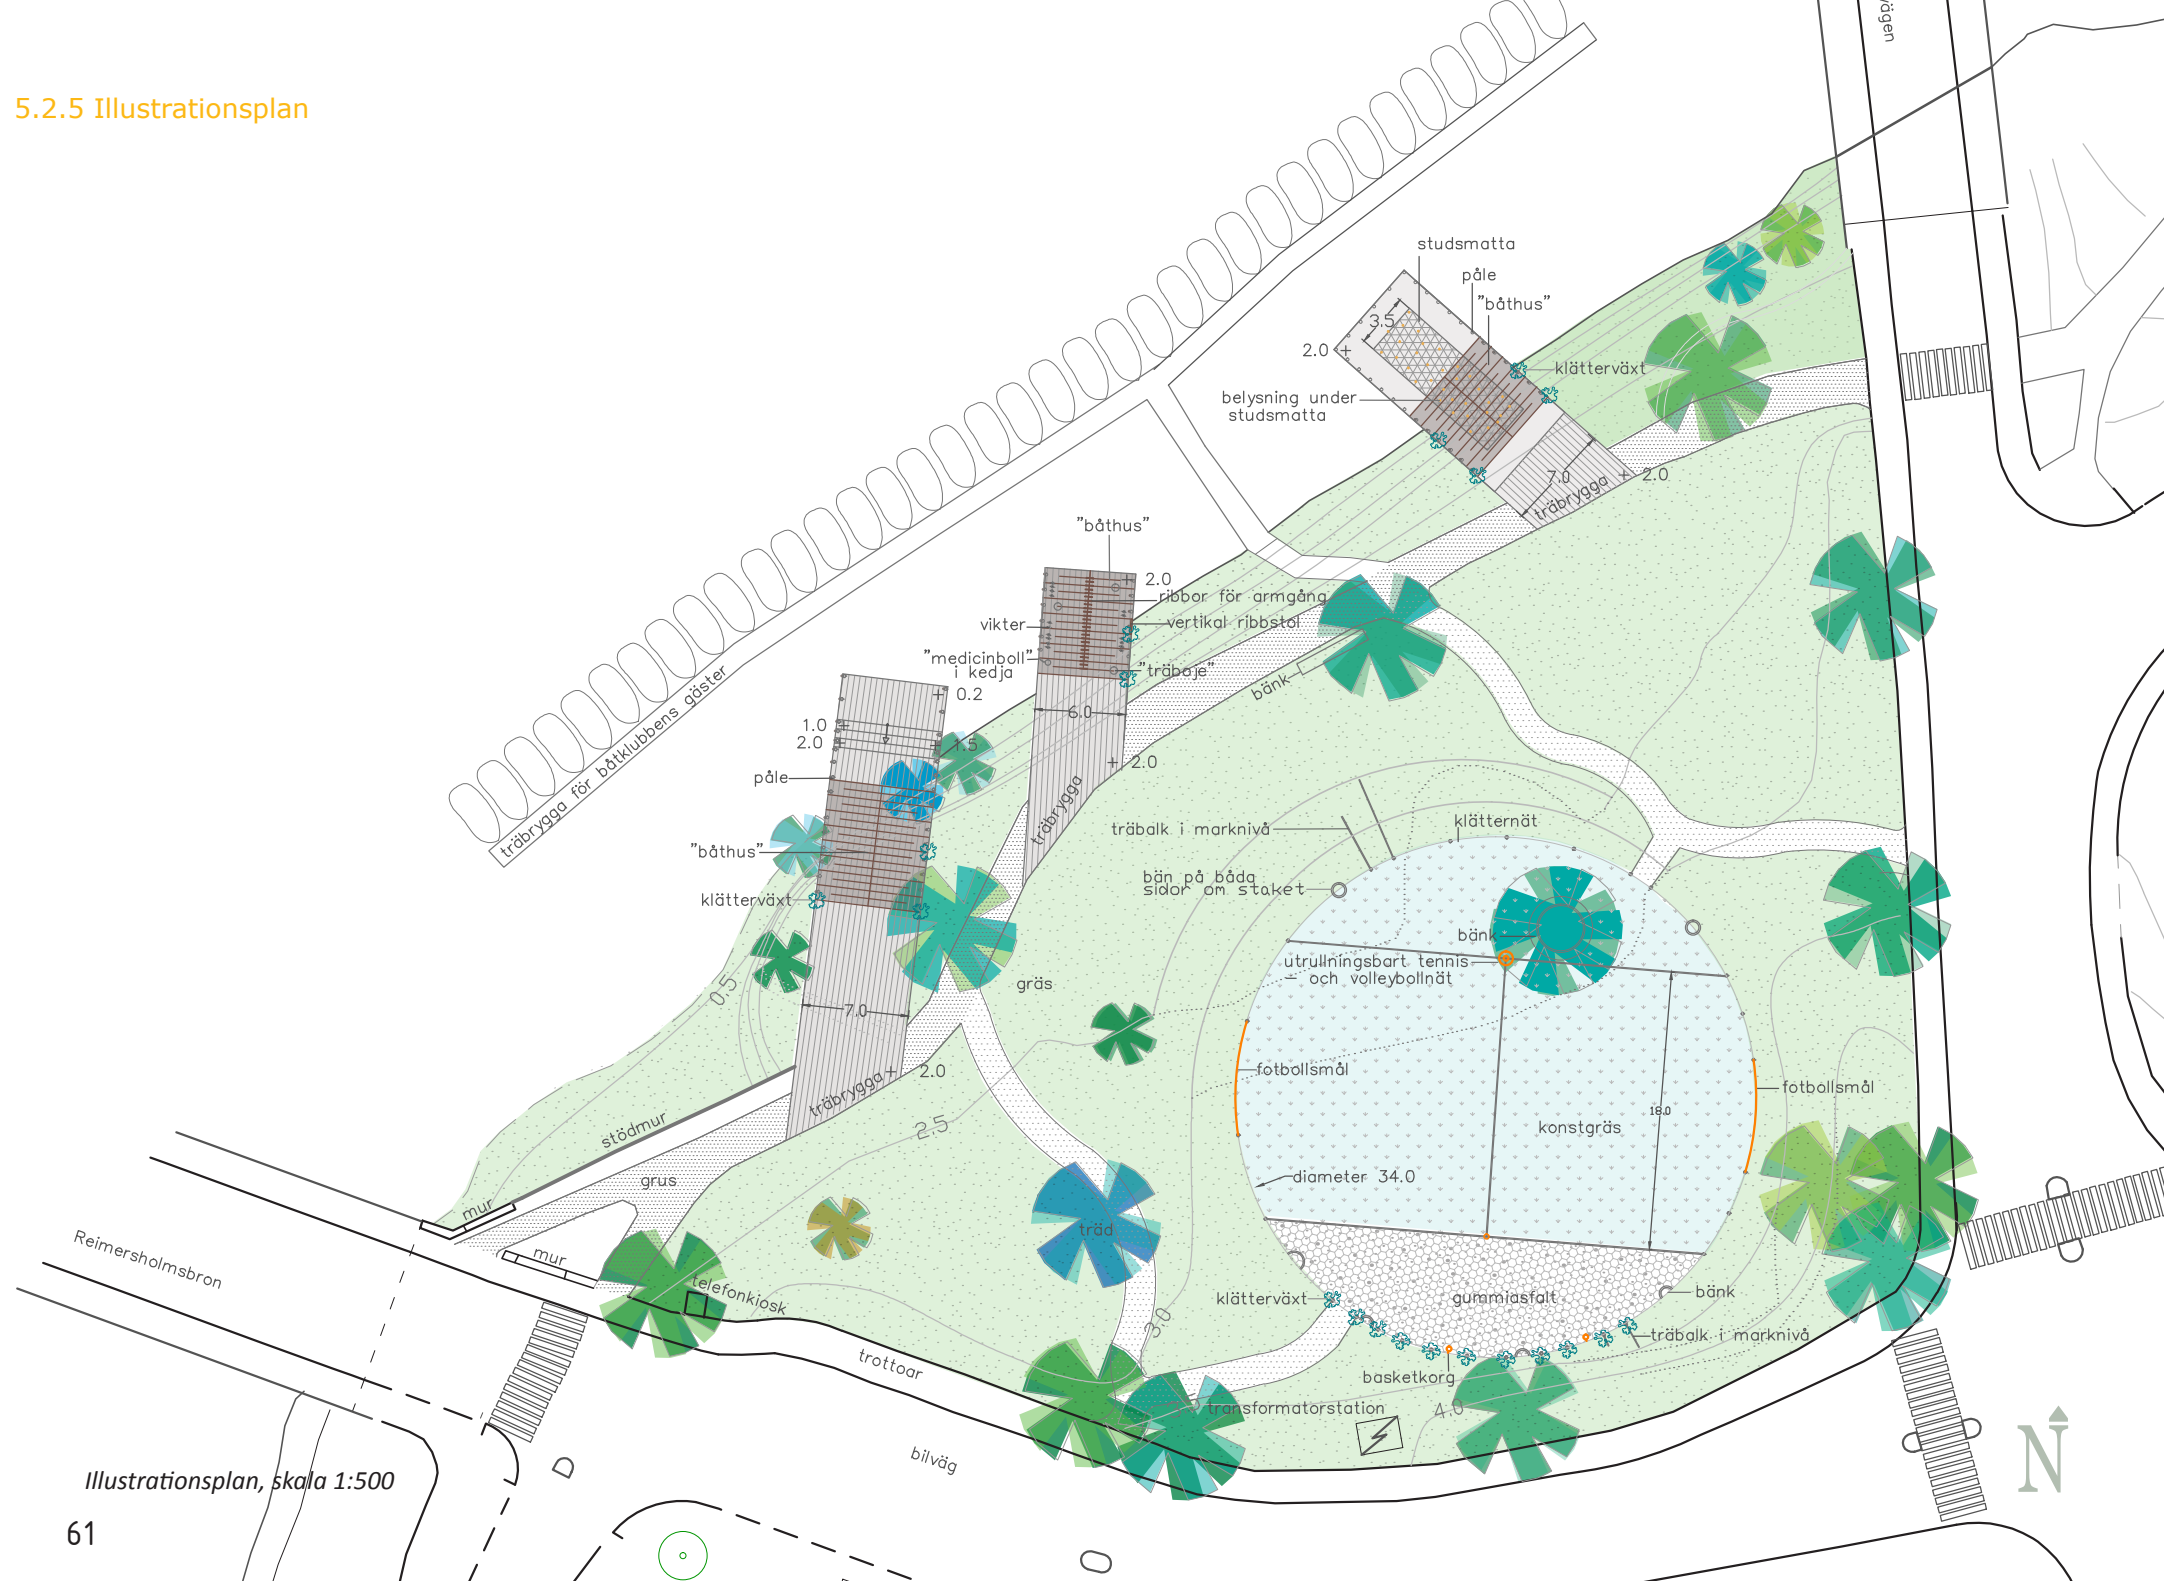 5.2.5 Illustrationsplan
vägen
studsmatta
påle
"båthus"
3.5
2.0
klätterväxt
belysning under
studsmatta
7.0
2.0
träbrygga
"båthus"
2.0
ribbor för armgång
vikter
vertikal ribbstol
"medicinboll"
i kedja
"träboje"
bänk
0.2
6.0
1.0
2.0
1.5
2.0
påle
träbrygga för båtklubbens gäster
träbrygga
träbalk i marknivå
klätternät
"båthus"
bän på båda
sidor om staket
klätterväxt
bänk
utrullningsbart tennis
och volleybollnät
gräs
0.5
7.0
2.0
träbrygga
fotbollsmål
fotbollsmål
18.0
konstgräs
stödmur
2.5
diameter 34.0
grus
mur
träd
mur
Reimersholmsbron
telefonkiosk
klätterväxt
gummiasfalt
bänk
3.0
träbalk i marknivå
trottoar
basketkorg
transformatorstation
4.0
bilväg
Illustrationsplan, skala 1:500
N
61